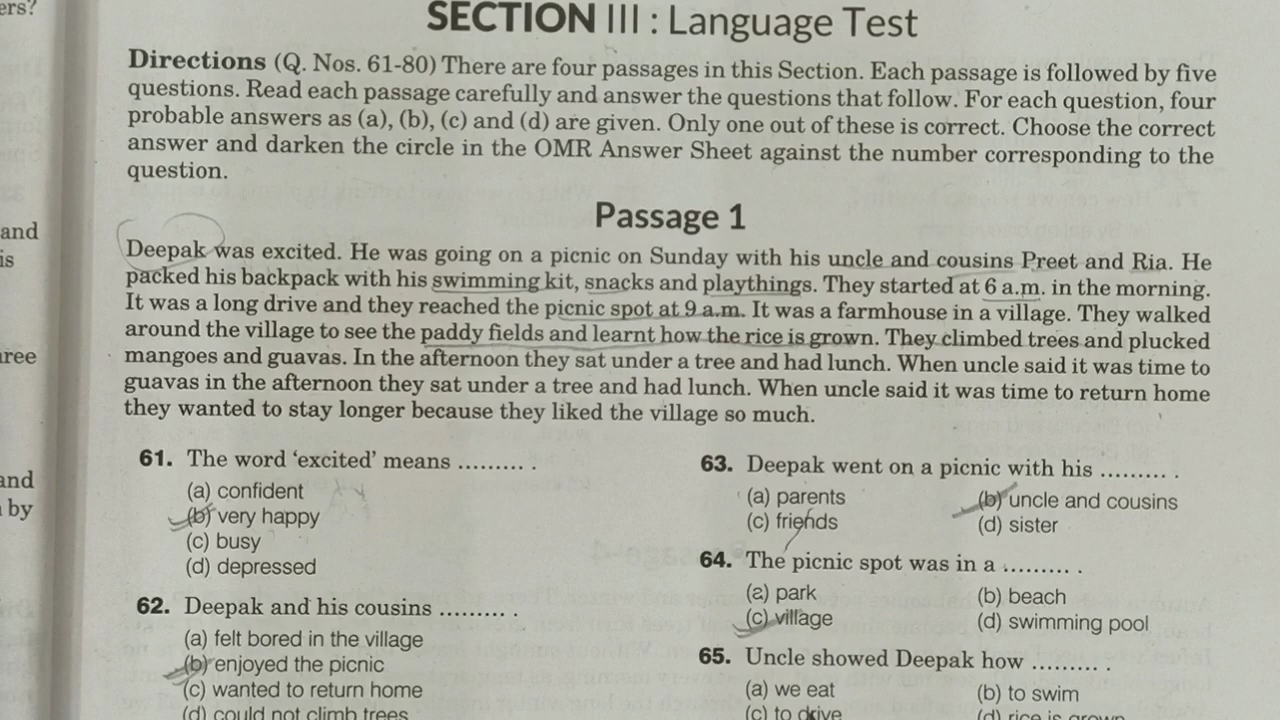 ers?
SECTION III : Language Test
Directions (Q. Nos. 61-80) There are four passages in this Section. Each passage is followed by five
questions. Read each passage carefully and answer the questions that follow. For each question, four
probable answers as (a), (b), (c) and (d) are given. Only one out of these is correct. Choose the correct
answer and darken the circle in the OMR Answer Sheet against the number corresponding to the
question.
and
is
Passage 1
Deepak was excited. He was going on a picnic on Sunday with his uncle and cousins Preet and Ria. He
packed his backpack with his swimming kit, snacks and playthings. They started at 6 a.m. in the morning.
It was a long drive and they reached the picnic spot at 9 a.m. It was a farmhouse in a village. They walked
around the village to see the paddy fields and learnt how the rice is grown. They climbed trees and plucked
mangoes and guavas. In the afternoon they sat under a tree and had lunch. When uncle said it was time to
guavas in the afternoon they sat under a tree and had lunch. When uncle said it was time to return home
they wanted to stay longer because they liked the village so much.
61. The word 'excited' means ......... .
(a) confident
(b) very happy
(c) busy
(d) depressed
62. Deepak and his cousins ......... .
(a) felt bored in the village
(b) enjoyed the picnic
(c) wanted to return home
(d) could not climb trees
63. Deepak went on a picnic with his ......... .
(a) parents (b) uncle and cousins
(c) friends (d) sister
64. The picnic spot was in a ......... .
(a) park (b) beach
(c) village (d) swimming pool
65. Uncle showed Deepak how ......... .
(a) we eat (b) to swim
(c) to drive (d) rice is grown
and
by